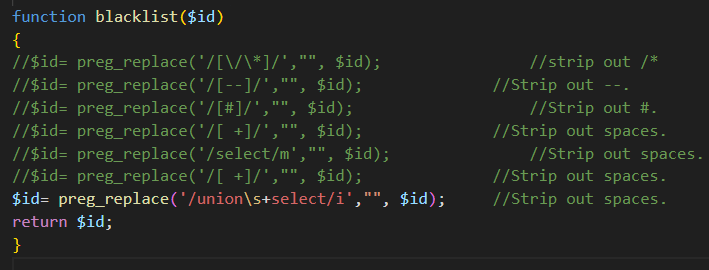 function blacklist($id)
{
//$id= preg_replace('/[\/\*]/',"", $id);				//strip out /*
//$id= preg_replace('/[--]/',"", $id);				//Strip out --.
//$id= preg_replace('/[#]/',"", $id);				//Strip out #.
//$id= preg_replace('/[ +]/',"", $id);				//Strip out spaces.
//$id= preg_replace('/select/m',"", $id);				//Strip out spaces.
//$id= preg_replace('/[ +]/',"", $id);				//Strip out spaces.
$id= preg_replace('/union\s+select/i',"", $id);		//Strip out spaces.
return $id;
}